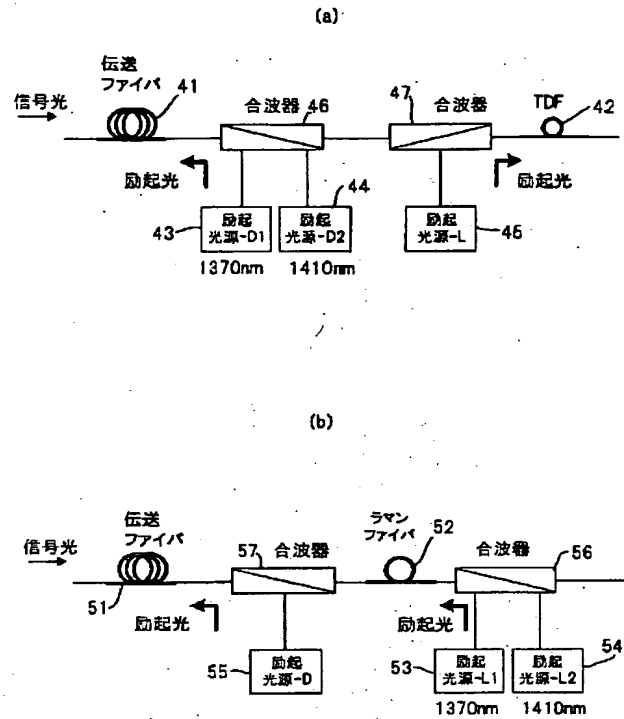 (a)
伝送
ファイバ
41
信号光
合波器
46
47
合波器
TDF
42
励起光
励起光
43
励起
光源-D1
44
励起
光源-D2
励起
光源-L
45
1370nm
1410nm
(b)
伝送
ファイバ
信号光
51
57
合波器
ラマン
ファイバ
52
合波器
56
励起光
励起光
55
励起
光源-D
53
励起
光源-L1
励起
光源-L2
54
1370nm
1410nm